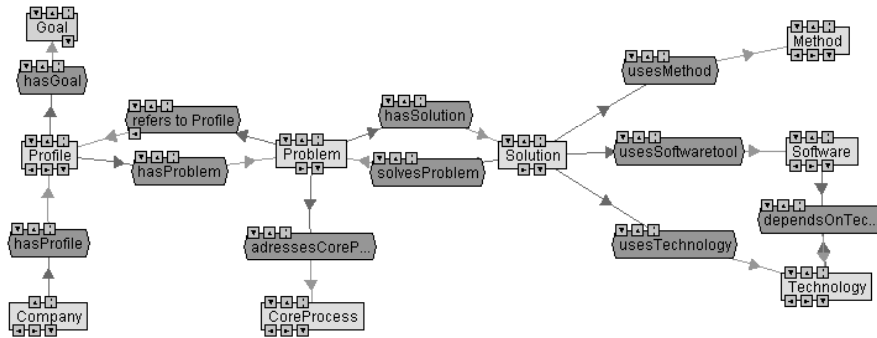 Goal
Method
hasGoal
usesMethod
refers to Profile
hasSolution
Profile
Problem
Solution
usesSoftwaretool
Software
hasProblem
solvesProblem
hasProfile
adressesCoreP...
usesTechnology
dependsOnTec...
Company
CoreProcess
Technology